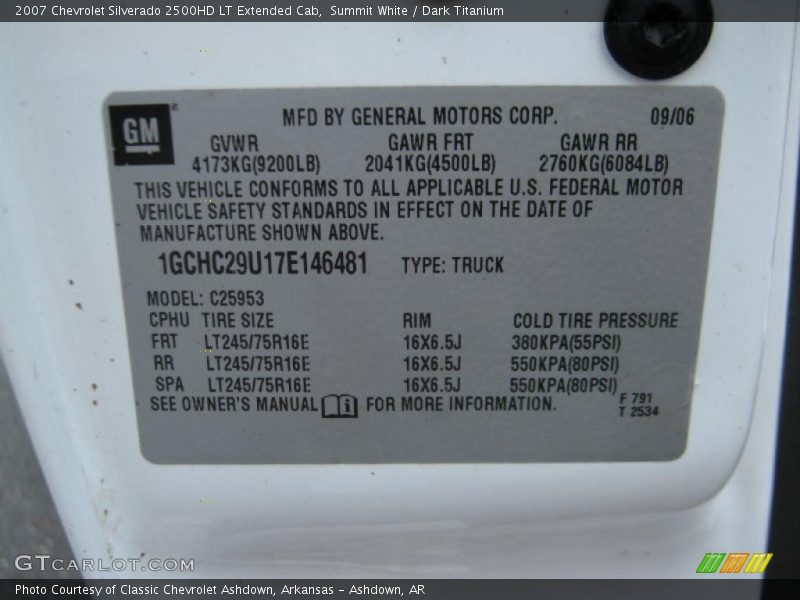 2007 Chevrolet Silverado 2500HD LT Extended Cab,  Summit White / Dark Titanium
GM ®
MFD BY GENERAL MOTORS CORP. 09/06
GVWR GAWR FRT GAWR RR
4173KG(9200LB) 2041KG(4500LB) 2760KG(6084LB)
THIS VEHICLE CONFORMS TO ALL APPLICABLE U.S. FEDERAL MOTOR
VEHICLE SAFETY STANDARDS IN EFFECT ON THE DATE OF
MANUFACTURE SHOWN ABOVE.
1GCHC29U17E146481 TYPE: TRUCK
MODEL: C25953
CPHU TIRE SIZE RIM COLD TIRE PRESSURE
FRT LT245/75R16E 16X6.5J 380KPA(55PSI)
RR LT245/75R16E 16X6.5J 550KPA(80PSI)
SPA LT245/75R16E 16X6.5J 550KPA(80PSI)
SEE OWNER'S MANUAL i FOR MORE INFORMATION.
F 791
T 2534
GTCARLOT.COM
Photo Courtesy of Classic Chevrolet Ashdown, Arkansas - Ashdown, AR